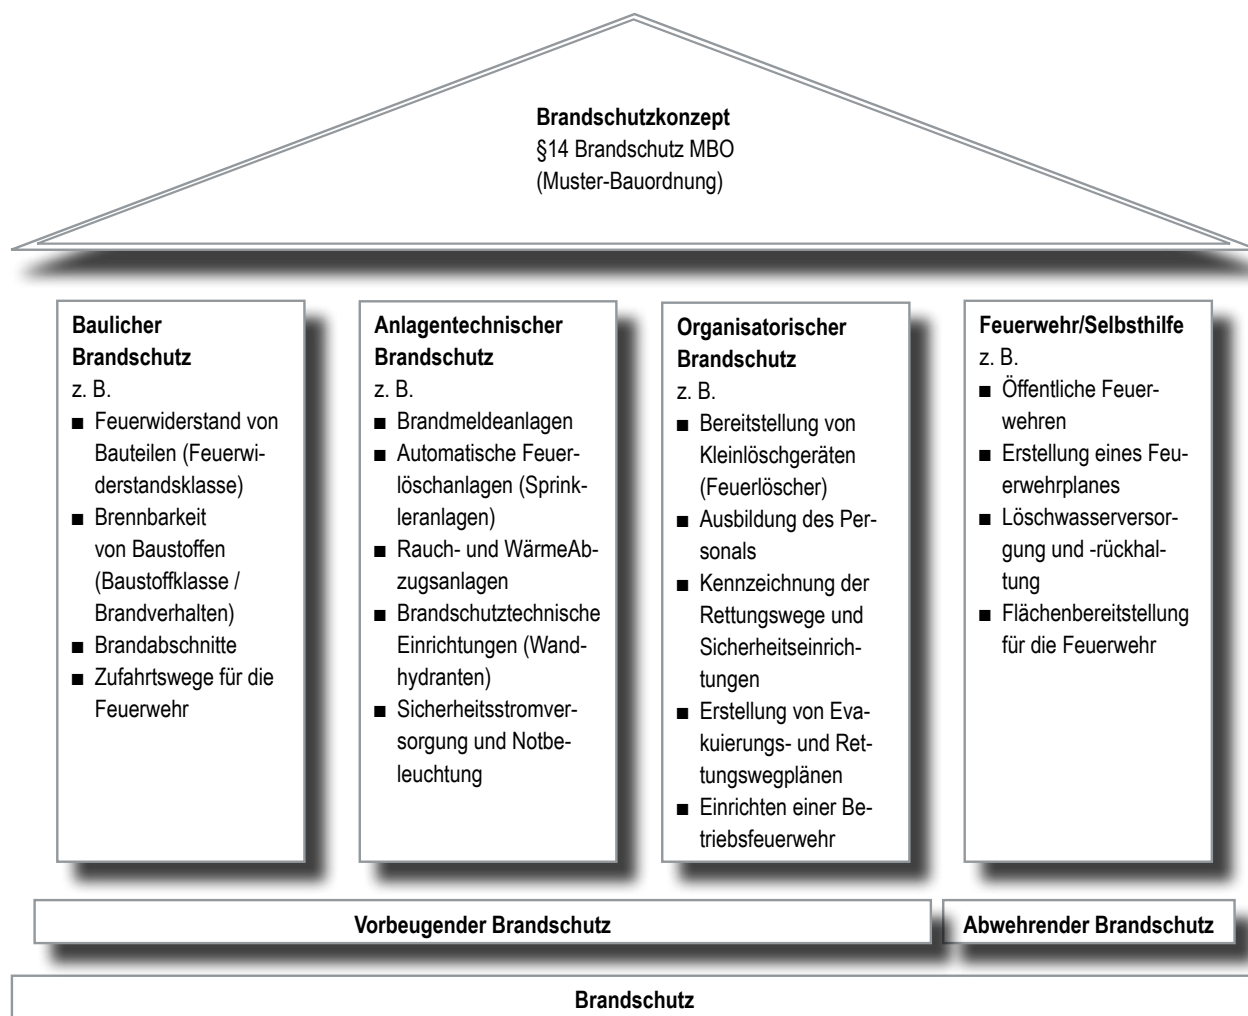 Brandschutzkonzept
§14 Brandschutz MBO
(Muster-Bauordnung)
Baulicher
Brandschutz
z. B.
■ Feuerwiderstand von
Bauteilen (Feuerwi-
derstandsklasse)
■ Brennbarkeit
von Baustoffen
(Baustoffklasse /
Brandverhalten)
■ Brandabschnitte
■ Zufahrtswege für die
Feuerwehr
Anlagentechnischer
Brandschutz
z. B.
■ Brandmeldeanlagen
■ Automatische Feuer-
löschanlagen (Sprink-
leranlagen)
■ Rauch- und WärmeAb-
zugsanlagen
■ Brandschutztechnische
Einrichtungen (Wand-
hydranten)
■ Sicherheitsstromver-
sorgung und Notbe-
leuchtung
Organisatorischer
Brandschutz
z. B.
■ Bereitstellung von
Kleinlöschgeräten
(Feuerlöscher)
■ Ausbildung des Per-
sonals
■ Kennzeichnung der
Rettungswege und
Sicherheitseinrich-
tungen
■ Erstellung von Eva-
kuierungs- und Ret-
tungswegplänen
■ Einrichten einer Be-
triebsfeuerwehr
Feuerwehr/Selbsthilfe
z. B.
■ Öffentliche Feuer-
wehren
■ Erstellung eines Feu-
erwehrplanes
■ Löschwasserversor-
gung und -rückhal-
tung
■ Flächenbereitstellung
für die Feuerwehr
Vorbeugender Brandschutz
Abwehrender Brandschutz
Brandschutz